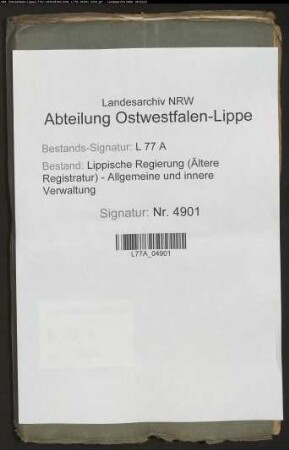 Landesarchiv NRW
Abteilung Ostwestfalen-Lippe
Bestands-Signatur: L 77 A
Bestand: Lippische Regierung (Ältere
Registratur) - Allgemeine und innere
Verwaltung
Signatur: Nr. 4901
L77A_04901